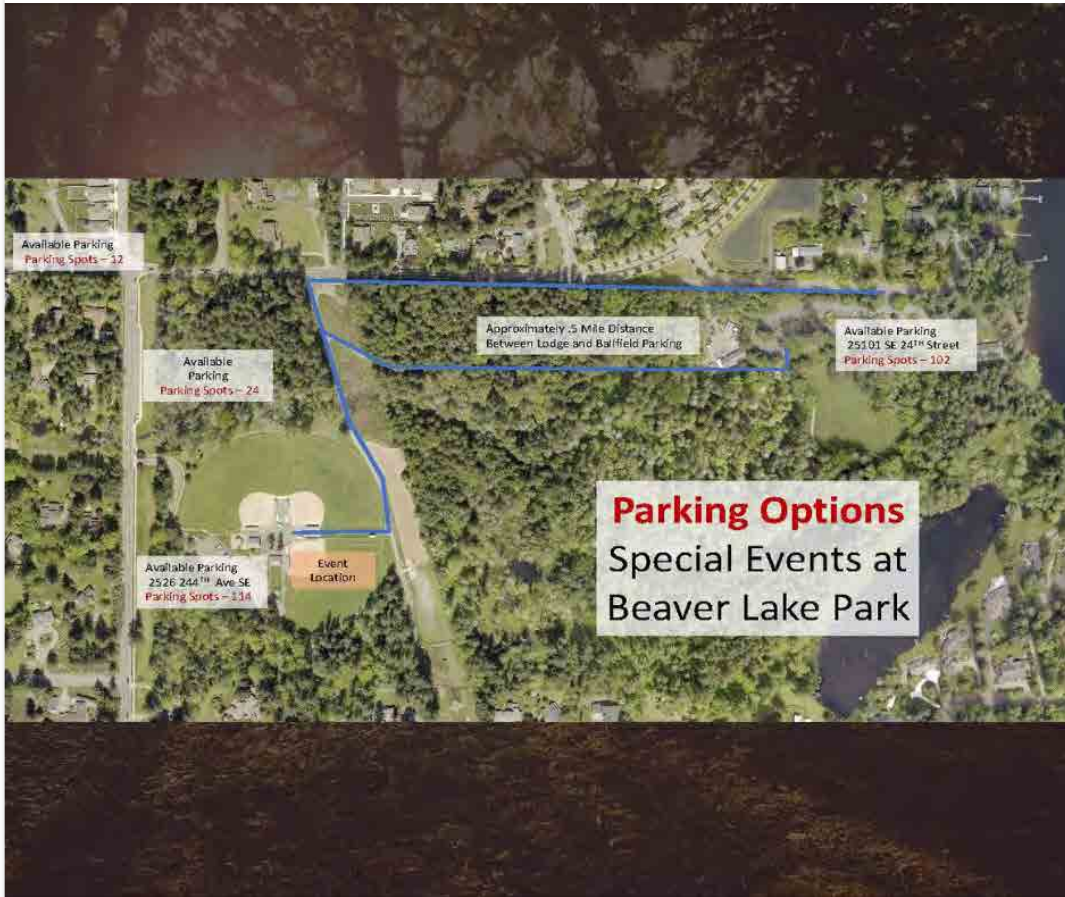 Available Parking
Parking Spots – 12
Approximately .5 Mile Distance
Between Lodge and Ballfield Parking
Available Parking
25101 SE 24TH Street
Parking Spots – 102
Available
Parking
Parking Spots – 24
Parking Options
Special Events at
Beaver Lake Park
Available Parking
2526 244TH Ave SE
Parking Spots – 114
Event
Location